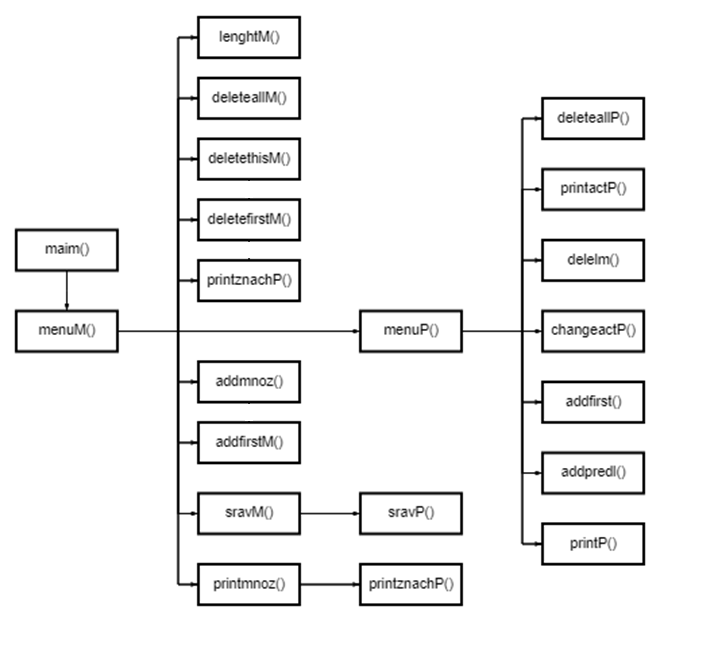 lenghtM()
deleteallM()
deletethisM()
deletefirstM()
printznachP()
maim()
menuM()
menuP()
addmnoz()
addfirstM()
sravM()
sravP()
printmnoz()
printznachP()
deleteallP()
printactP()
delelm()
changeactP()
addfirst()
addpredl()
printP()